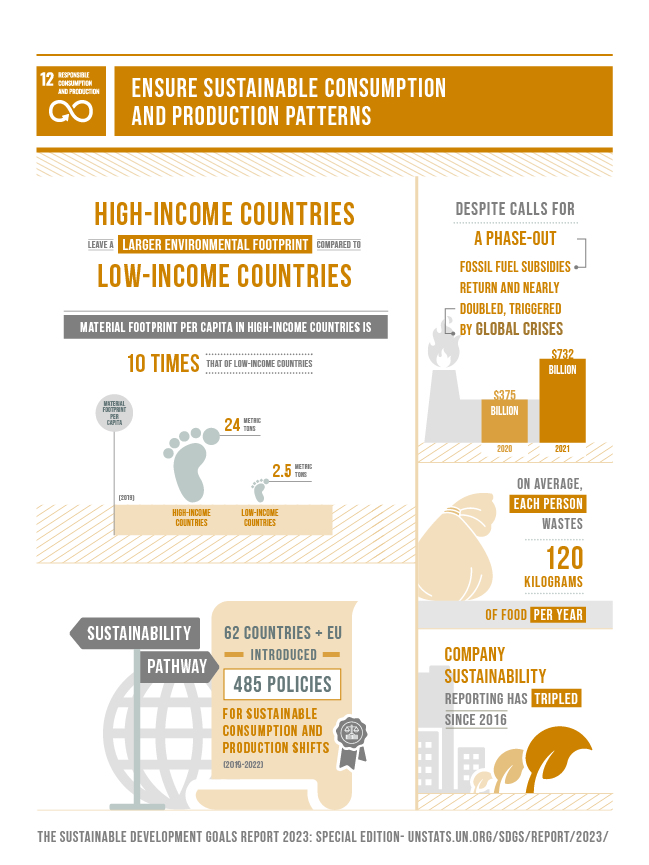 12 RESPONSIBLE
CONSUMPTION
AND PRODUCTION
ENSURE SUSTAINABLE CONSUMPTION
AND PRODUCTION PATTERNS
HIGH-INCOME COUNTRIES
LEAVE A LARGER ENVIRONMENTAL FOOTPRINT COMPARED TO
LOW-INCOME COUNTRIES
MATERIAL FOOTPRINT PER CAPITA IN HIGH-INCOME COUNTRIES IS
10 TIMES THAT OF LOW-INCOME COUNTRIES
MATERIAL
FOOTPRINT
PER
CAPITA
24 METRIC
TONS
2.5 METRIC
TONS
(2019)
HIGH-INCOME
COUNTRIES
LOW-INCOME
COUNTRIES
SUSTAINABILITY
PATHWAY
62 COUNTRIES + EU
INTRODUCED
485 POLICIES
FOR SUSTAINABLE
CONSUMPTION AND
PRODUCTION SHIFTS
(2019-2022)
DESPITE CALLS FOR
A PHASE-OUT
FOSSIL FUEL SUBSIDIES
RETURN AND NEARLY
DOUBLED, TRIGGERED
BY GLOBAL CRISES
$375
BILLION
2020
$732
BILLION
2021
ON AVERAGE,
EACH PERSON
WASTES
120
KILOGRAMS
OF FOOD PER YEAR
COMPANY
SUSTAINABILITY
REPORTING HAS TRIPLED
SINCE 2016
THE SUSTAINABLE DEVELOPMENT GOALS REPORT 2023: SPECIAL EDITION- UNSTATS.UN.ORG/SDGS/REPORT/2023/